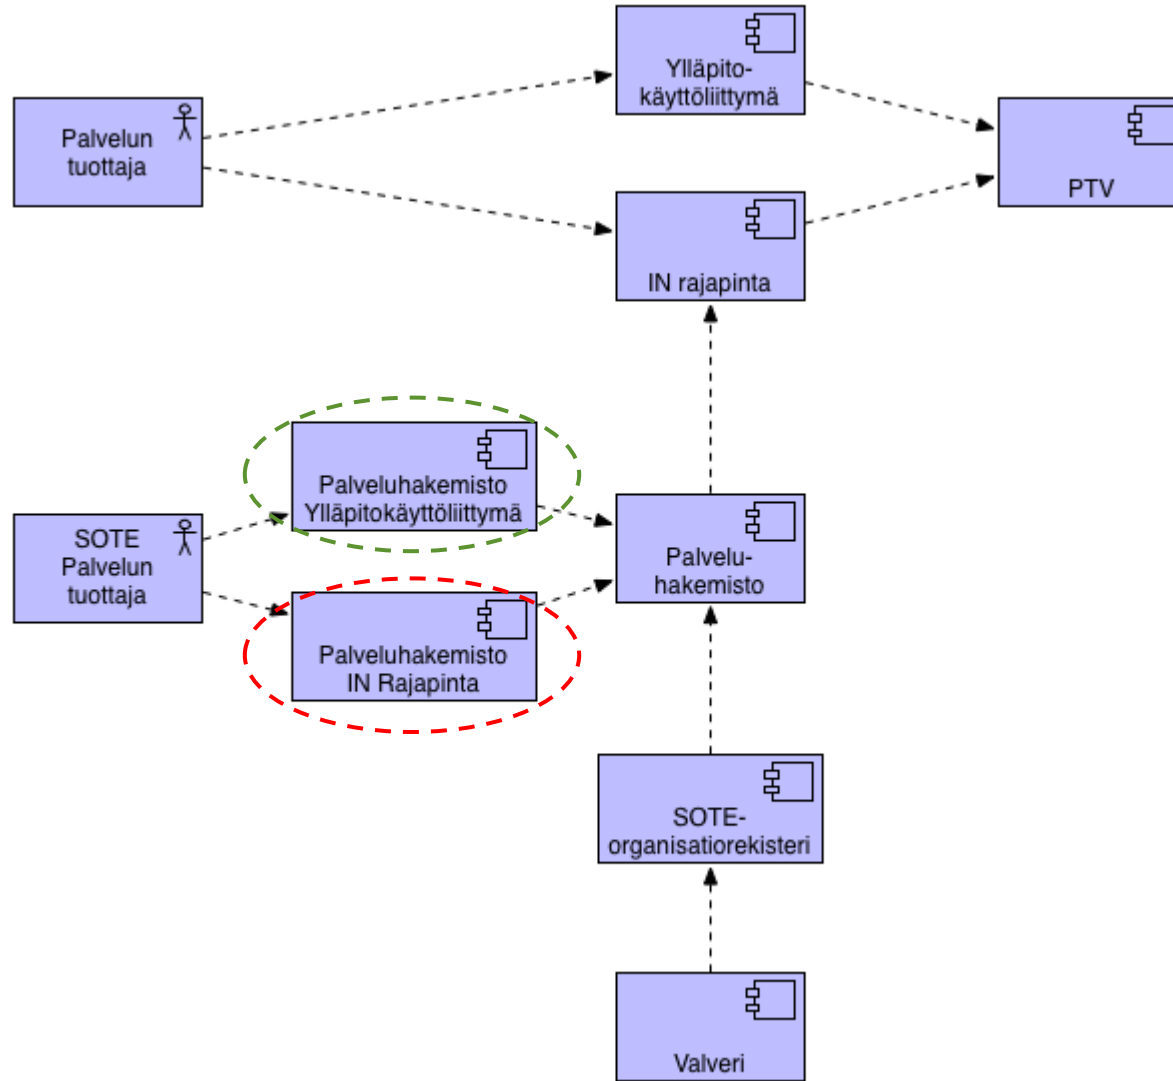 Ylläpito-
käyttöliittymä
Palvelun
tuottaja
PTV
IN rajapinta
Palveluhakemisto
Ylläpitokäyttöliittymä
SOTE
Palvelun
tuottaja
Palvelu-
hakemisto
Palveluhakemisto
IN Rajapinta
SOTE-
organisatiorekisteri
Valveri